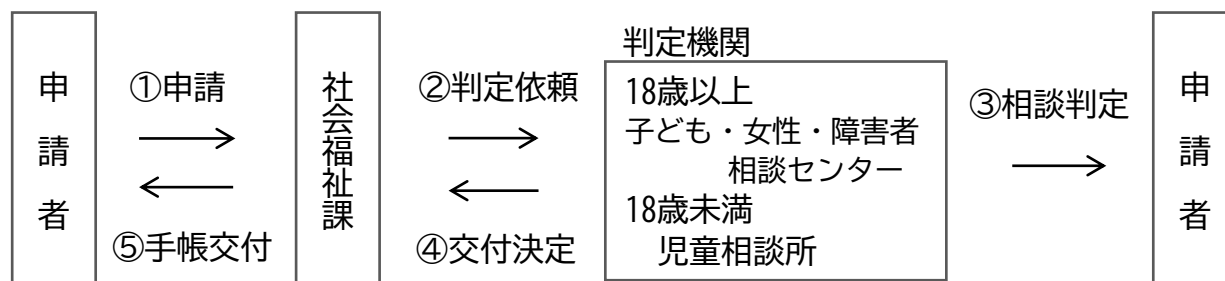 申請者
①申請
⑤手帳交付
社会福祉課
②判定依頼
④交付決定
判定機関
18歳以上
子ども・女性・障害者
相談センター
18歳未満
児童相談所
③相談判定
申請者